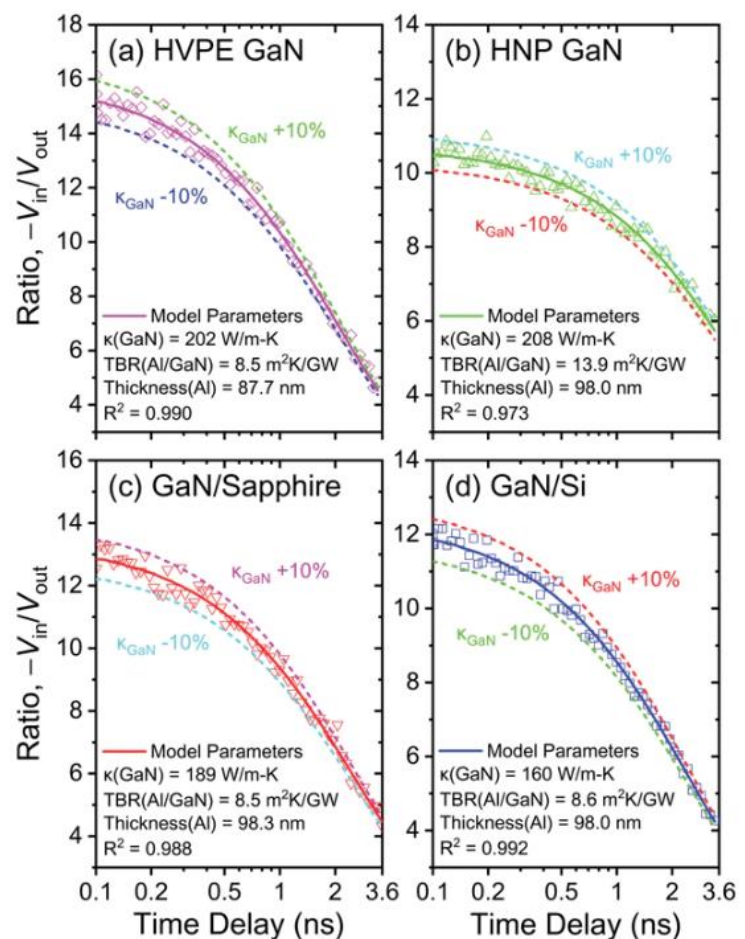 (a) HVPE GaN
Ratio, −V_in/V_out
18
16
14
12
10
8
6
4
κ_GaN +10%
κ_GaN -10%
Model Parameters
κ(GaN) = 202 W/m-K
TBR(Al/GaN) = 8.5 m²K/GW
Thickness(Al) = 87.7 nm
R² = 0.990
(b) HNP GaN
14
12
10
8
6
4
κ_GaN +10%
κ_GaN -10%
Model Parameters
κ(GaN) = 208 W/m-K
TBR(Al/GaN) = 13.9 m²K/GW
Thickness(Al) = 98.0 nm
R² = 0.973
(c) GaN/Sapphire
Ratio, −V_in/V_out
16
14
12
10
8
6
4
κ_GaN +10%
κ_GaN -10%
Model Parameters
κ(GaN) = 189 W/m-K
TBR(Al/GaN) = 8.5 m²K/GW
Thickness(Al) = 98.3 nm
R² = 0.988
0.1 0.2 0.5 1 2 3.6
Time Delay (ns)
(d) GaN/Si
14
12
10
8
6
4
κ_GaN +10%
κ_GaN -10%
Model Parameters
κ(GaN) = 160 W/m-K
TBR(Al/GaN) = 8.6 m²K/GW
Thickness(Al) = 98.0 nm
R² = 0.992
0.1 0.2 0.5 1 2 3.6
Time Delay (ns)